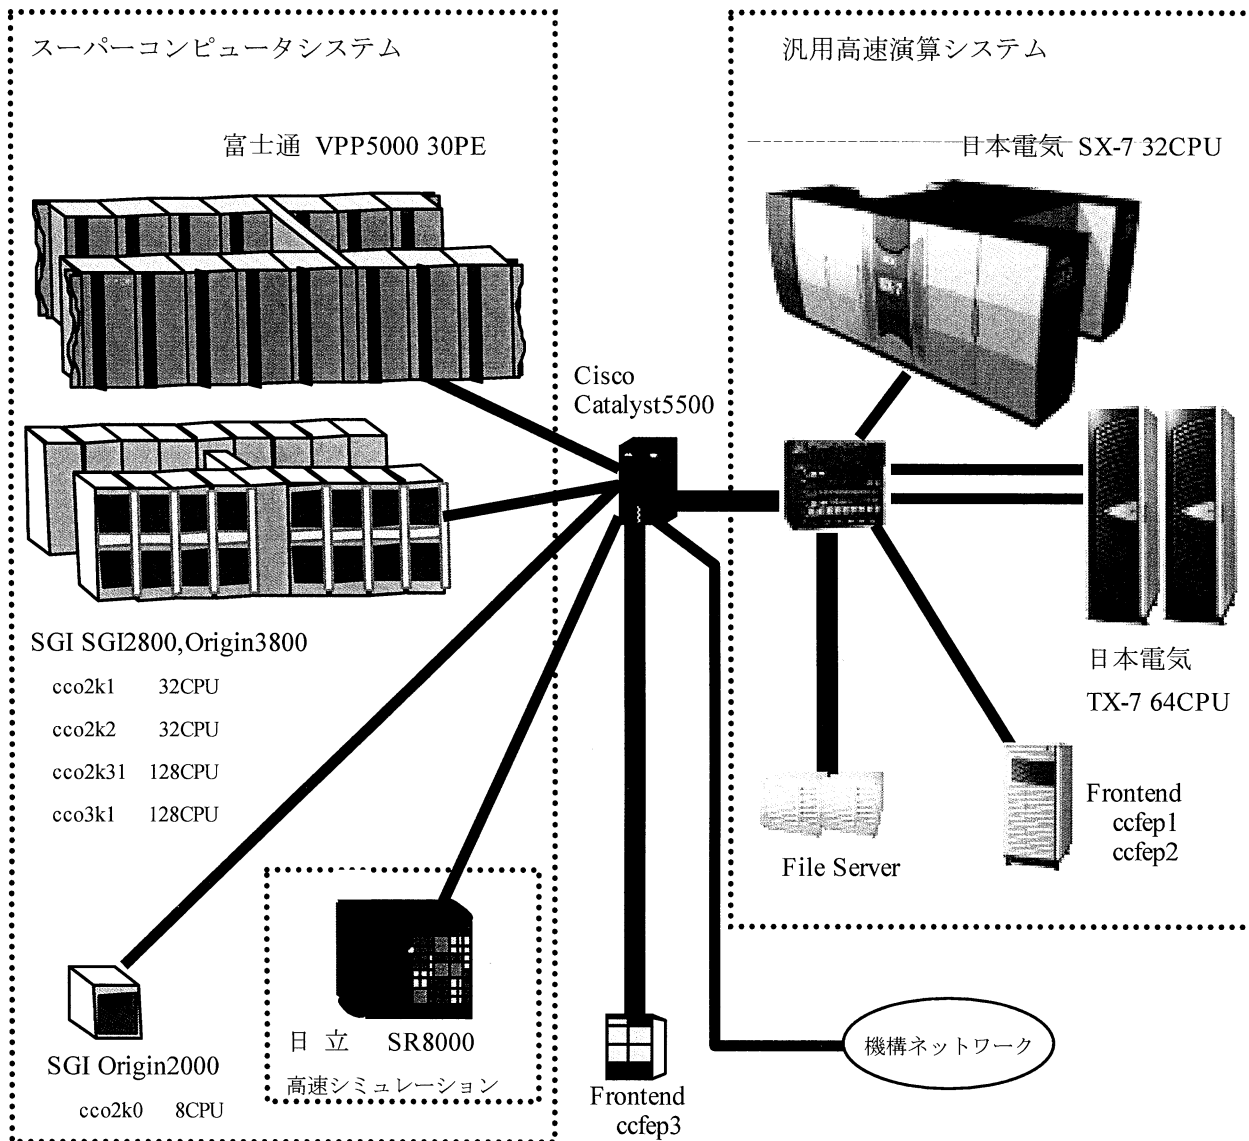 スーパーコンピュータシステム
富士通 VPP5000 30PE
SGI SGI2800,Origin3800
cco2k1 32CPU
cco2k2 32CPU
cco2k31 128CPU
cco3k1 128CPU
SGI Origin2000
cco2k0 8CPU
日 立 SR8000
高速シミュレーション
Cisco
Catalyst5500
Frontend
ccfep3
機構ネットワーク
汎用高速演算システム
日本電気 SX-7 32CPU
日本電気
TX-7 64CPU
File Server
Frontend
ccfep1
ccfep2